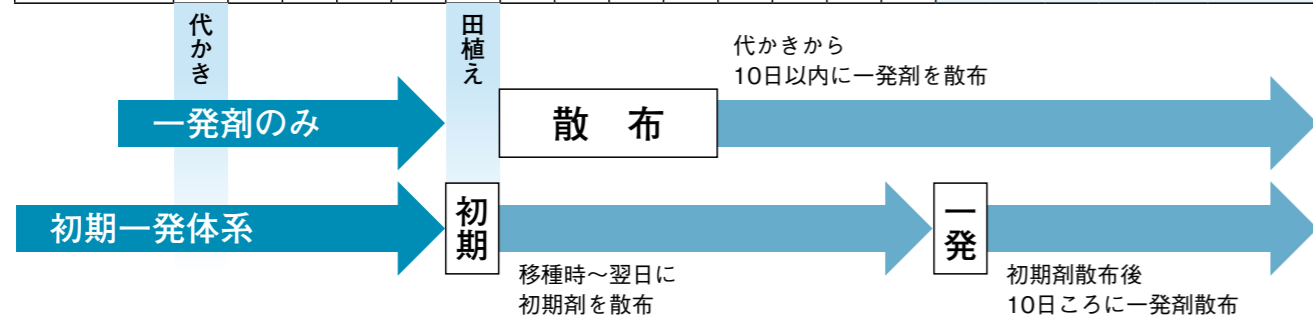 代かき
田植え
代かきから
10日以内に一発剤を散布
一発剤のみ
散 布
初期一発体系
初期
一発
移種時～翌日に
初期剤を散布
初期剤散布後
10日ころに一発剤散布